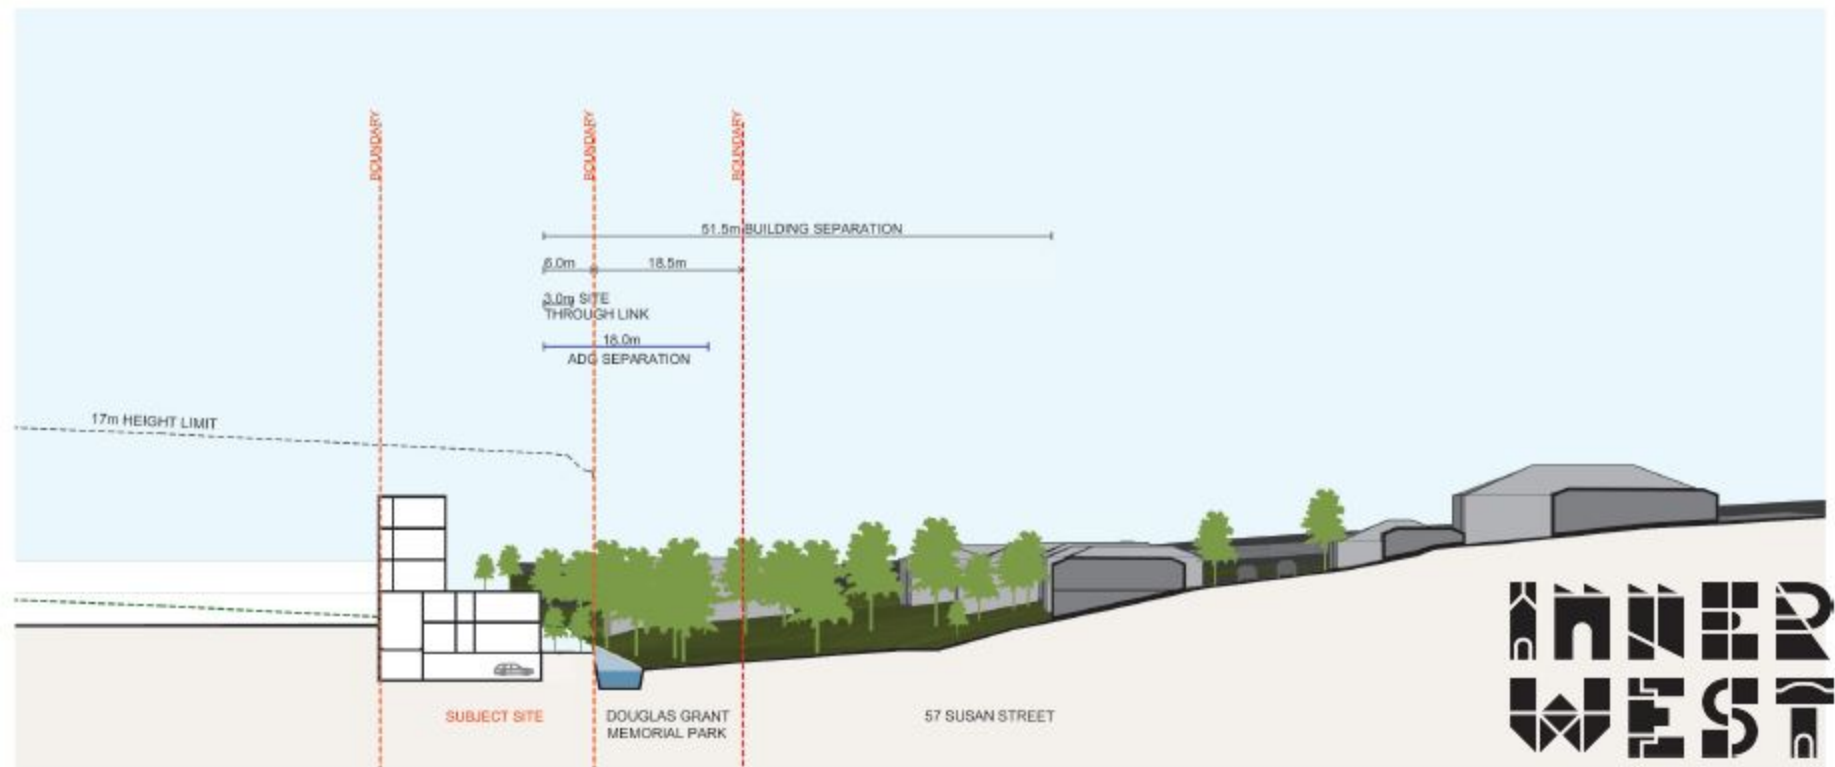 BOUNDARY
BOUNDARY
BOUNDARY
51.5m BUILDING SEPARATION
6.0m
18.5m
3.0m SITE
THROUGH LINK
18.0m
ADG SEPARATION
17m HEIGHT LIMIT
SUBJECT SITE
DOUGLAS GRANT
MEMORIAL PARK
57 SUSAN STREET
INNER
WEST